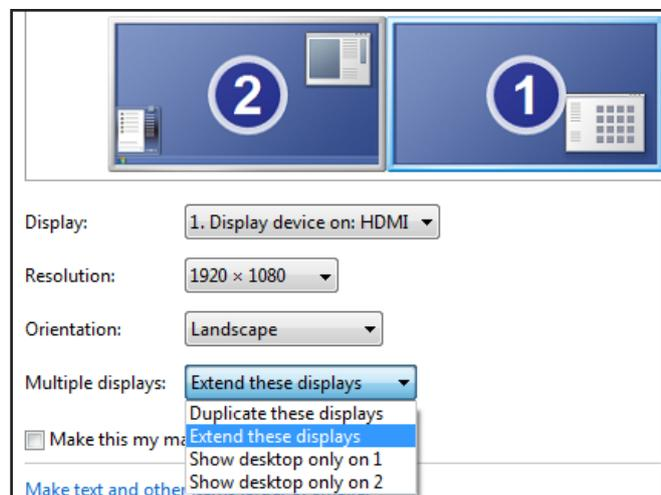 2
1
Display: 1. Display device on: HDMI
Resolution: 1920 × 1080
Orientation: Landscape
Multiple displays: Extend these displays
Duplicate these displays
Make this my Extend these displays
Show desktop only on 1
Make text and other Show desktop only on 2